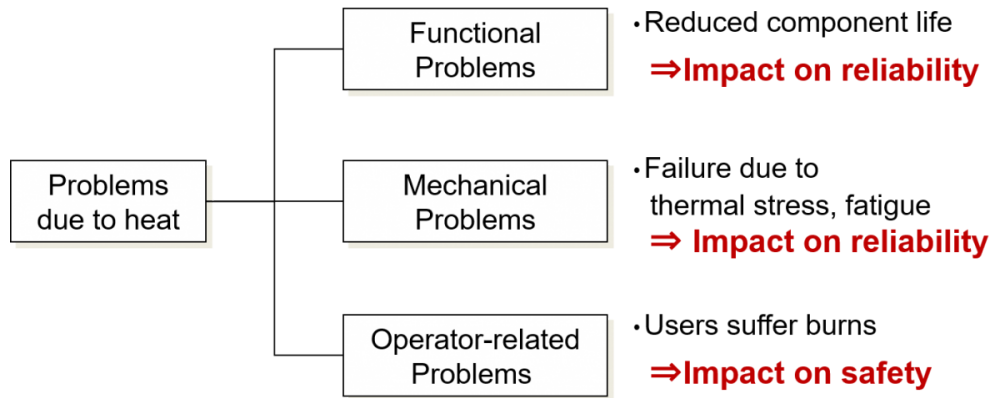 Problems
due to heat
Functional
Problems
・Reduced component life
⇒Impact on reliability
Mechanical
Problems
・Failure due to
thermal stress, fatigue
⇒ Impact on reliability
Operator-related
Problems
・Users suffer burns
⇒Impact on safety